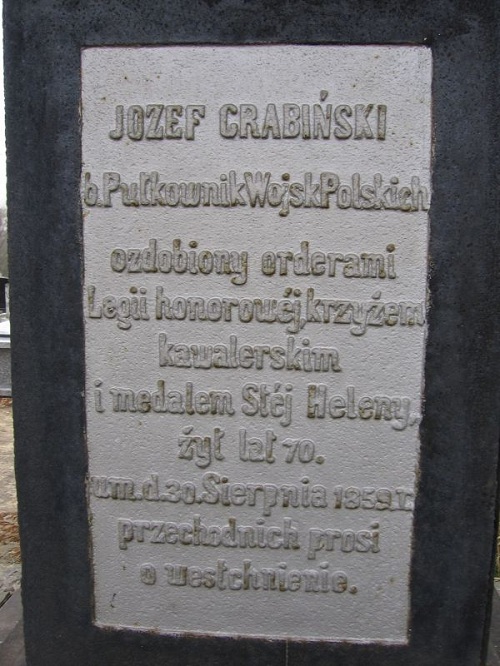 JOZEF GRABIŃSKI
b. Pułkownik Wojsk Polskich
ozdobiony orderami
Legii honorowéj, krzyżem
kawalerskim
i medalem Stéj Heleny,
żył lat 70.
um. d. 30. Sierpnia 1859 r.
przechodnich prosi
o westchnienie.